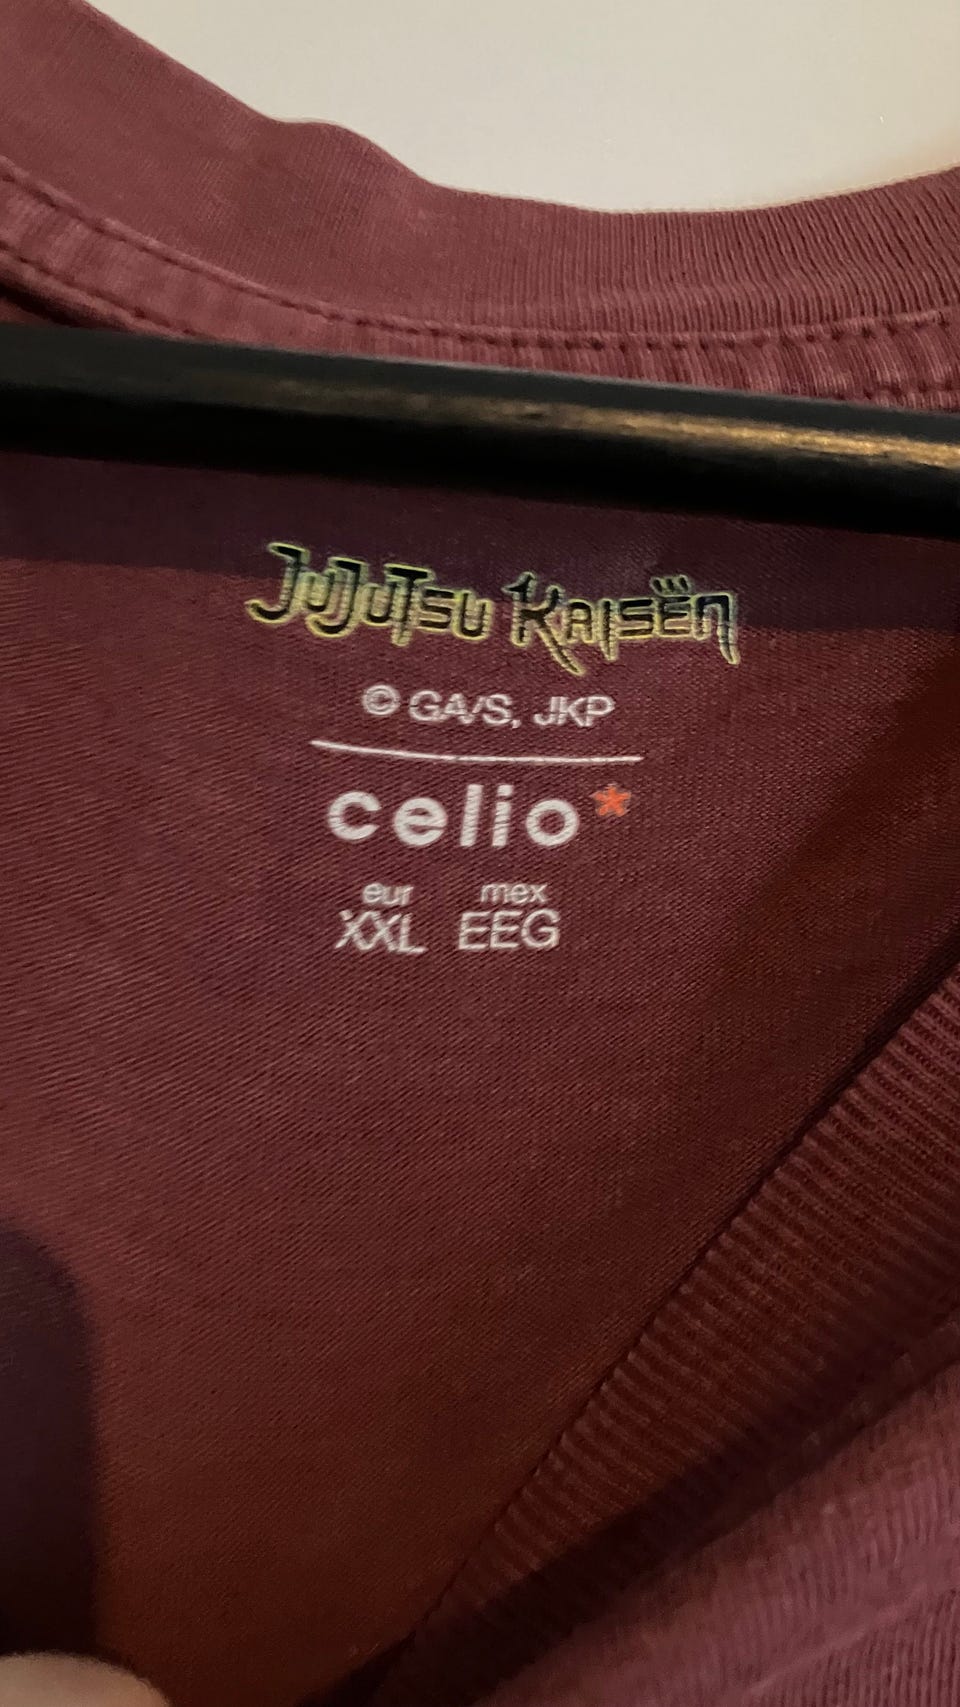 JUJUTSU KAISEN
© GA/S, JKP
celio*
eur mex
XXL EEG